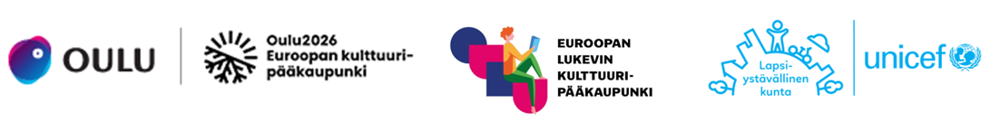 OULU
Oulu2026
Euroopan kulttuuri-
pääkaupunki
EUROOPAN
LUKEVIN
KULTTUURI-
PÄÄKAUPUNKI
Lapsi-
ystävällinen
kunta
unicef